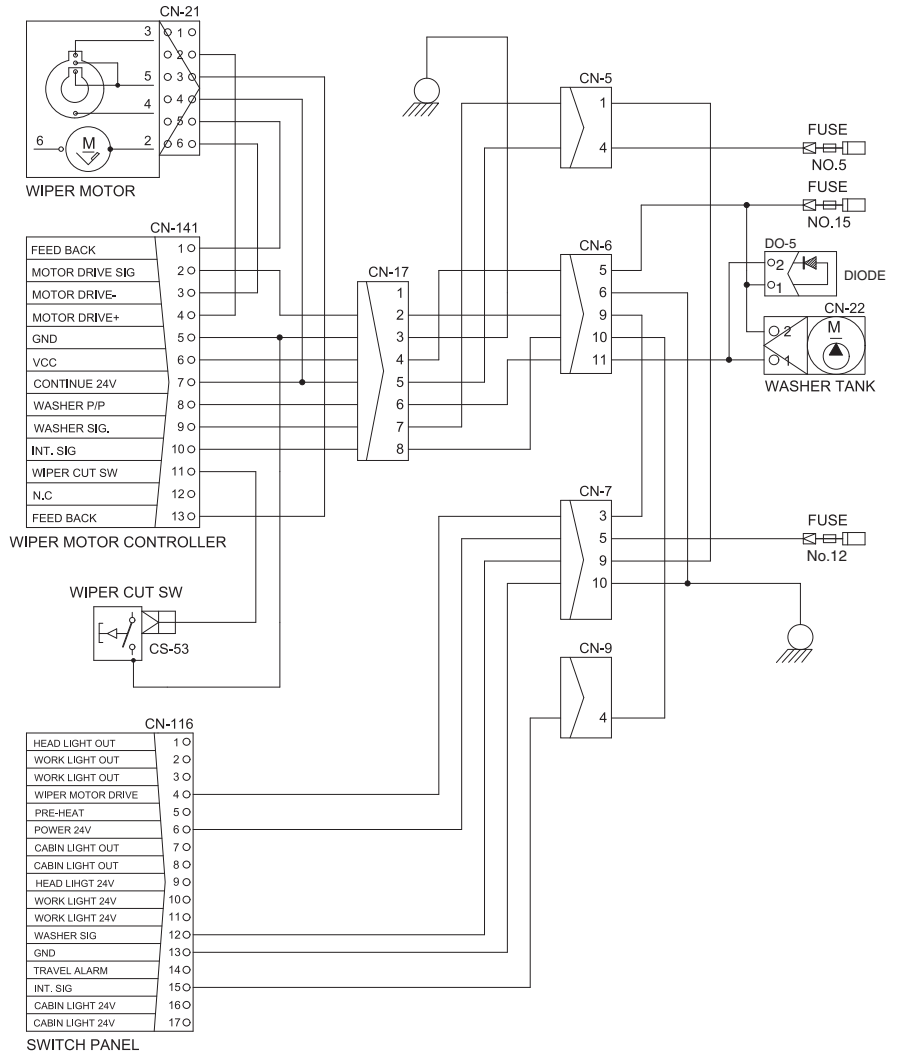 CN-21
3 1
2
5 3
4 4
5
6 M 2 6
WIPER MOTOR
CN-141
FEED BACK 1
MOTOR DRIVE SIG 2
MOTOR DRIVE- 3
MOTOR DRIVE+ 4
GND 5
VCC 6
CONTINUE 24V 7
WASHER P/P 8
WASHER SIG. 9
INT. SIG 10
WIPER CUT SW 11
N.C 12
FEED BACK 13
WIPER MOTOR CONTROLLER
WIPER CUT SW
CS-53
CN-17
1
2
3
4
5
6
7
8
CN-5
1
4
FUSE
NO.5
FUSE
NO.15
CN-6
5
6
9
10
11
DO-5
2
1
DIODE
CN-22
2 M
1
WASHER TANK
CN-7
3
5
9
10
FUSE
No.12
CN-9
4
CN-116
HEAD LIGHT OUT 1
WORK LIGHT OUT 2
WORK LIGHT OUT 3
WIPER MOTOR DRIVE 4
PRE-HEAT 5
POWER 24V 6
CABIN LIGHT OUT 7
CABIN LIGHT OUT 8
HEAD LIHGT 24V 9
WORK LIGHT 24V 10
WORK LIGHT 24V 11
WASHER SIG 12
GND 13
TRAVEL ALARM 14
INT. SIG 15
CABIN LIGHT 24V 16
CABIN LIGHT 24V 17
SWITCH PANEL